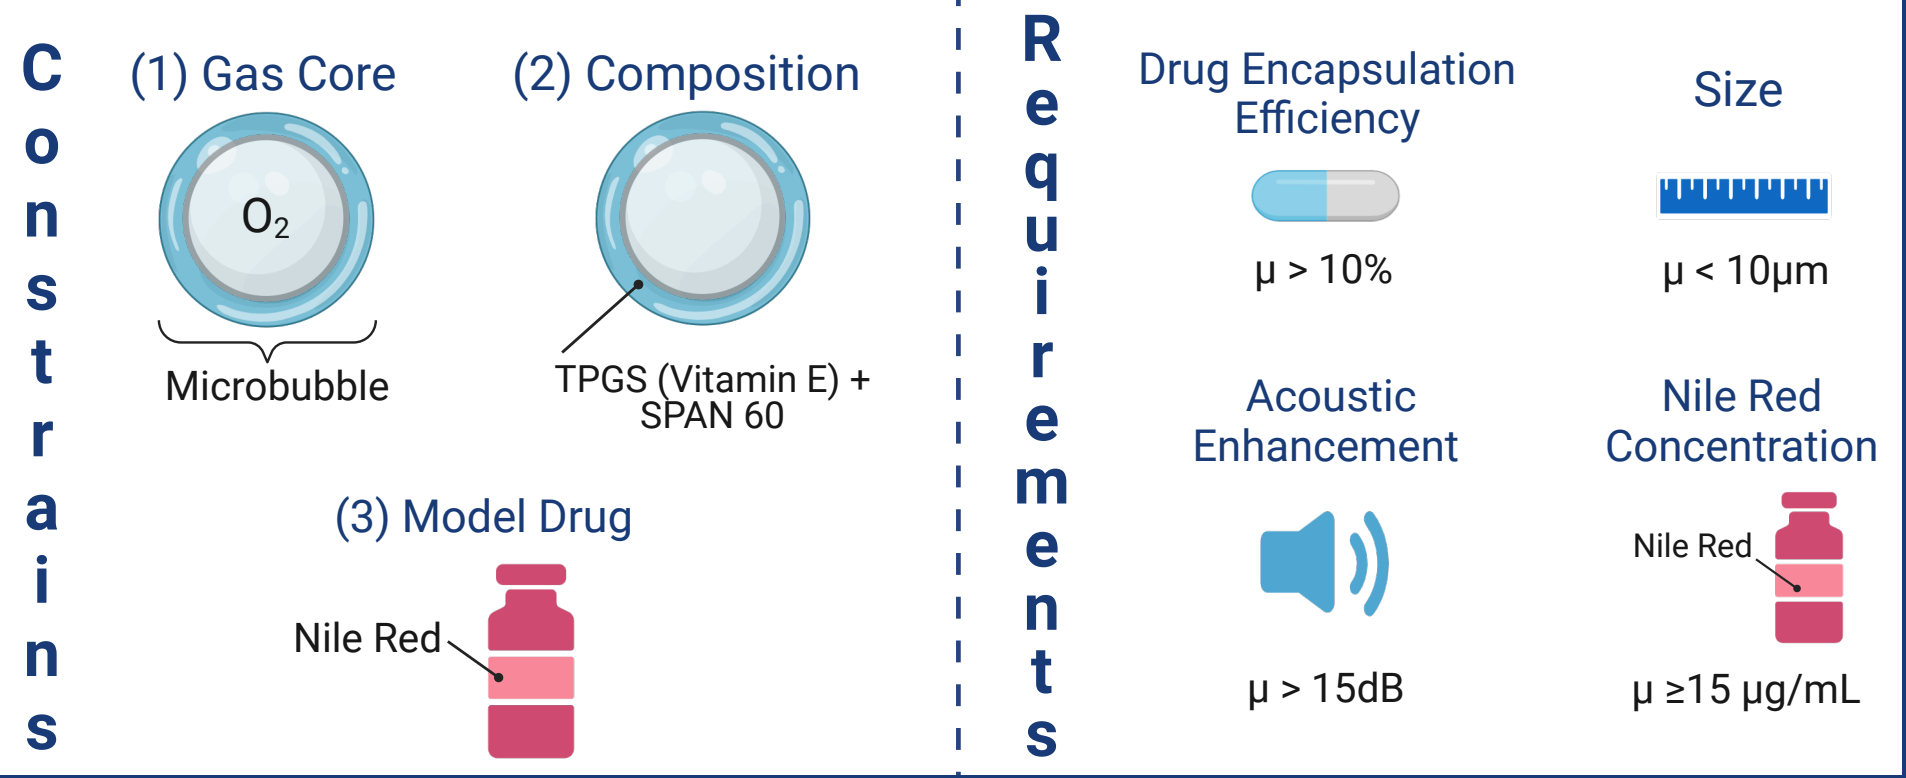 Constrains
(1) Gas Core
O₂
Microbubble
(2) Composition
TPGS (Vitamin E) +
SPAN 60
(3) Model Drug
Nile Red
Requirements
Drug Encapsulation
Efficiency
µ > 10%
Size
µ < 10µm
Acoustic
Enhancement
µ > 15dB
Nile Red
Concentration
Nile Red
µ ≥15 µg/mL